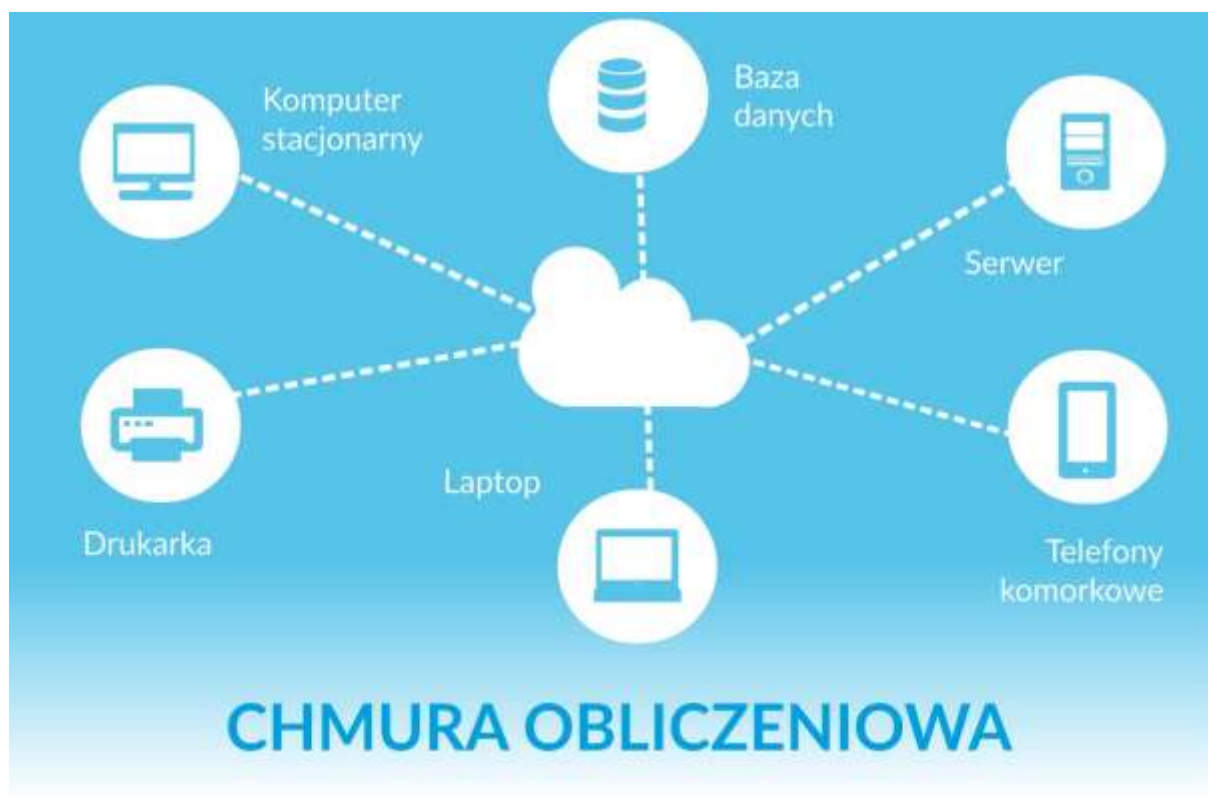 Komputer
stacjonarny
Baza
danych
Serwer
Laptop
Drukarka
Telefony
komorkowe
CHMURA OBLICZENIOWA